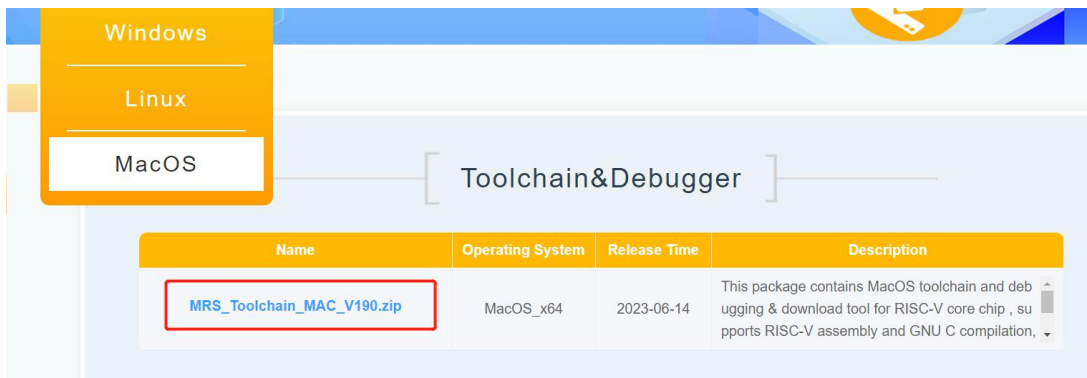 Windows
Linux
MacOS
Toolchain&Debugger
Name Operating System Release Time Description
MRS_Toolchain_MAC_V190.zip MacOS_x64 2023-06-14 This package contains MacOS toolchain and deb
ugging & download tool for RISC-V core chip , su
pports RISC-V assembly and GNU C compilation,